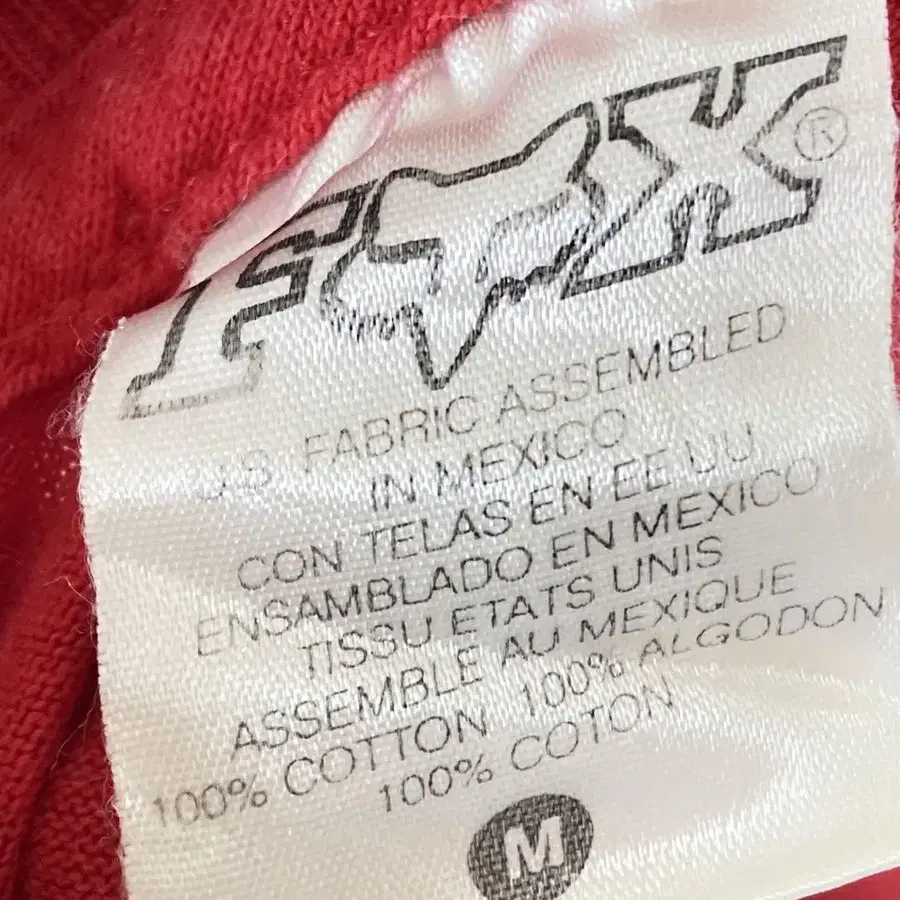 FOX®
U.S. FABRIC ASSEMBLED
IN MEXICO
CON TELAS EN EE UU
ENSAMBLADO EN MEXICO
TISSU ETATS UNIS
ASSEMBLE AU MEXIQUE
100% COTTON 100% ALGODON
100% COTON
M